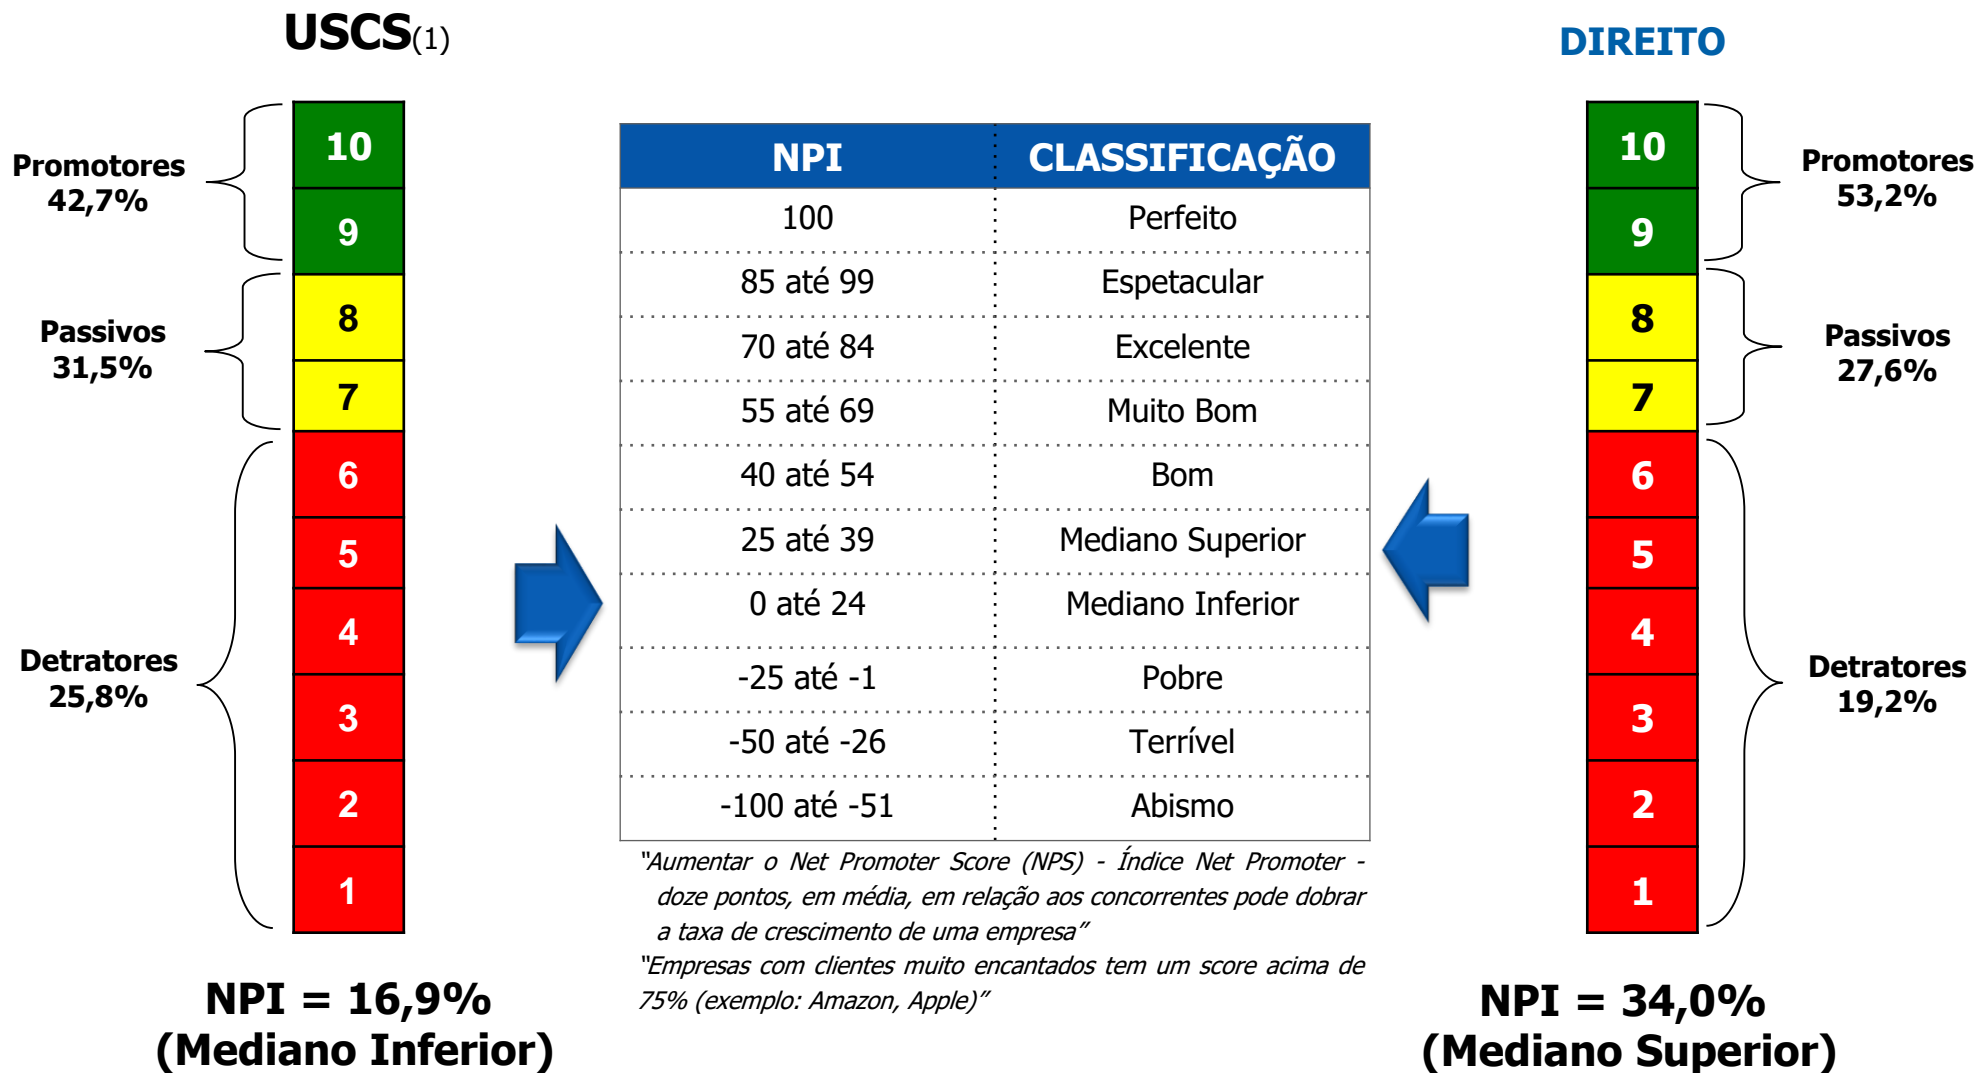 USCS(1)
10
9
8
7
6
5
4
3
2
1
Promotores
42,7%
Passivos
31,5%
Detratores
25,8%
NPI = 16,9%
(Mediano Inferior)
NPI CLASSIFICAÇÃO
100 Perfeito
85 até 99 Espetacular
70 até 84 Excelente
55 até 69 Muito Bom
40 até 54 Bom
25 até 39 Mediano Superior
0 até 24 Mediano Inferior
-25 até -1 Pobre
-50 até -26 Terrível
-100 até -51 Abismo
“Aumentar o Net Promoter Score (NPS) - Índice Net Promoter -
doze pontos, em média, em relação aos concorrentes pode dobrar
a taxa de crescimento de uma empresa”
“Empresas com clientes muito encantados tem um score acima de
75% (exemplo: Amazon, Apple)”
DIREITO
10
9
8
7
6
5
4
3
2
1
Promotores
53,2%
Passivos
27,6%
Detratores
19,2%
NPI = 34,0%
(Mediano Superior)